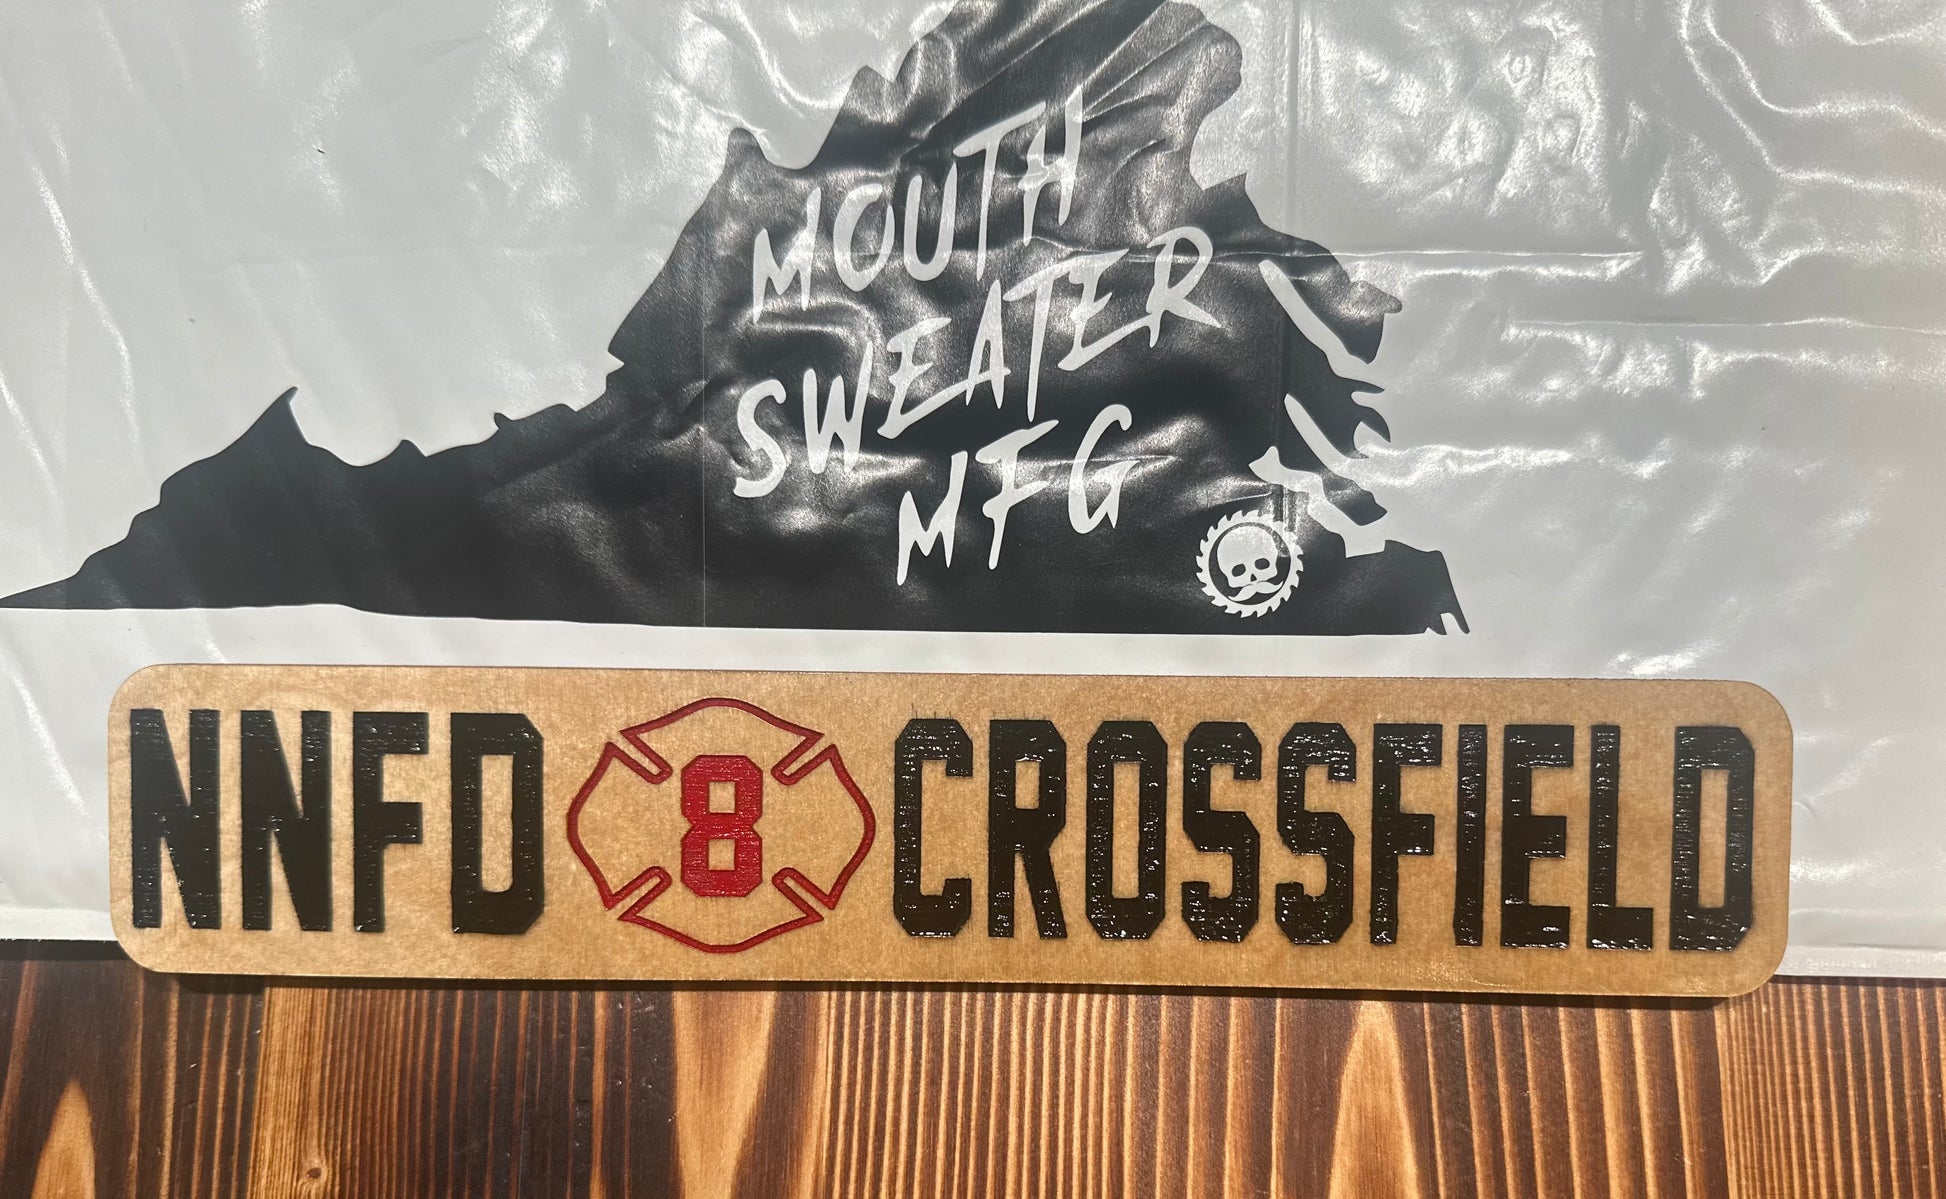 MOUTH
SWEATER
MFG
NNFD 8 CROSSFIELD